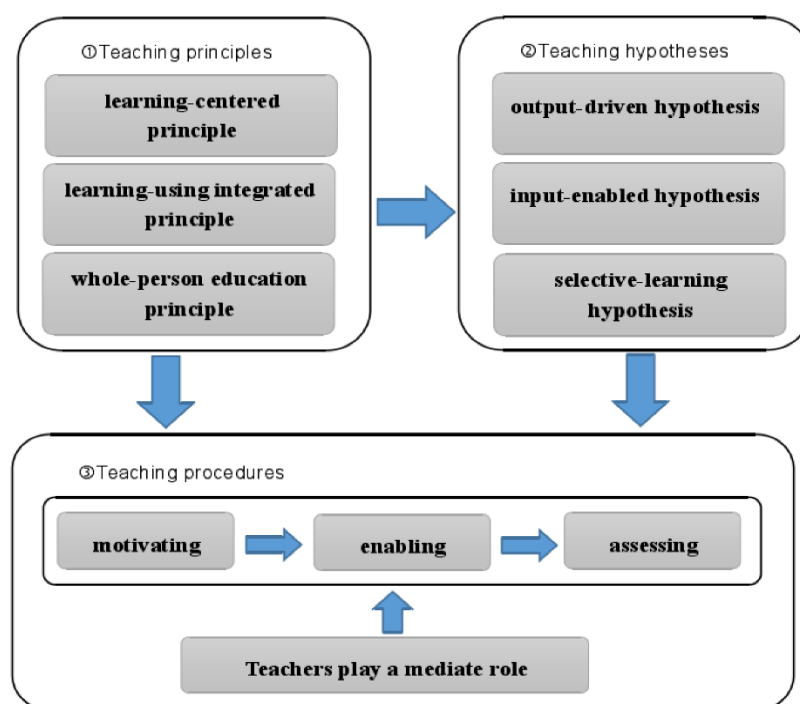 ①Teaching principles
learning-centered
principle
learning-using integrated
principle
whole-person education
principle
②Teaching hypotheses
output-driven hypothesis
input-enabled hypothesis
selective-learning
hypothesis
③Teaching procedures
motivating
enabling
assessing
Teachers play a mediate role